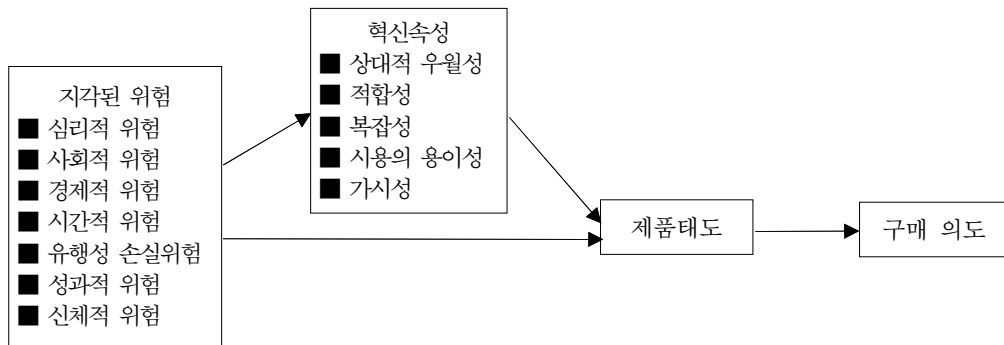 혁신속성
■ 상대적 우월성
■ 적합성
■ 복잡성
■ 시용의 용이성
■ 가시성
지각된 위험
■ 심리적 위험
■ 사회적 위험
■ 경제적 위험
■ 시간적 위험
■ 유행성 손실위험
■ 성과적 위험
■ 신체적 위험
제품태도
구매 의도